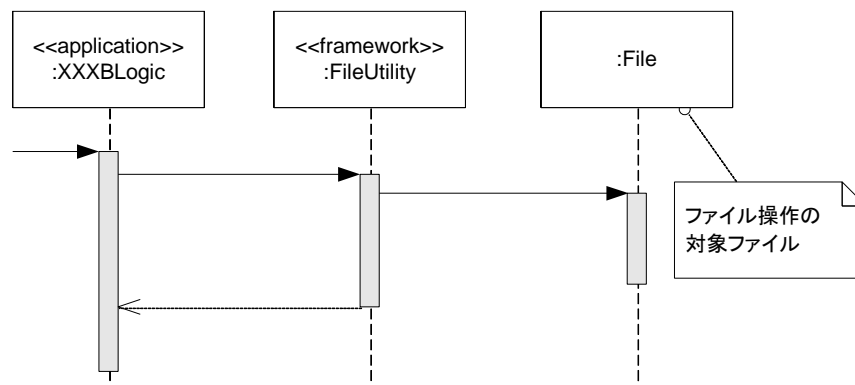 <<application>>
:XXXBLogic
<<framework>>
:FileUtility
:File
ファイル操作の
対象ファイル